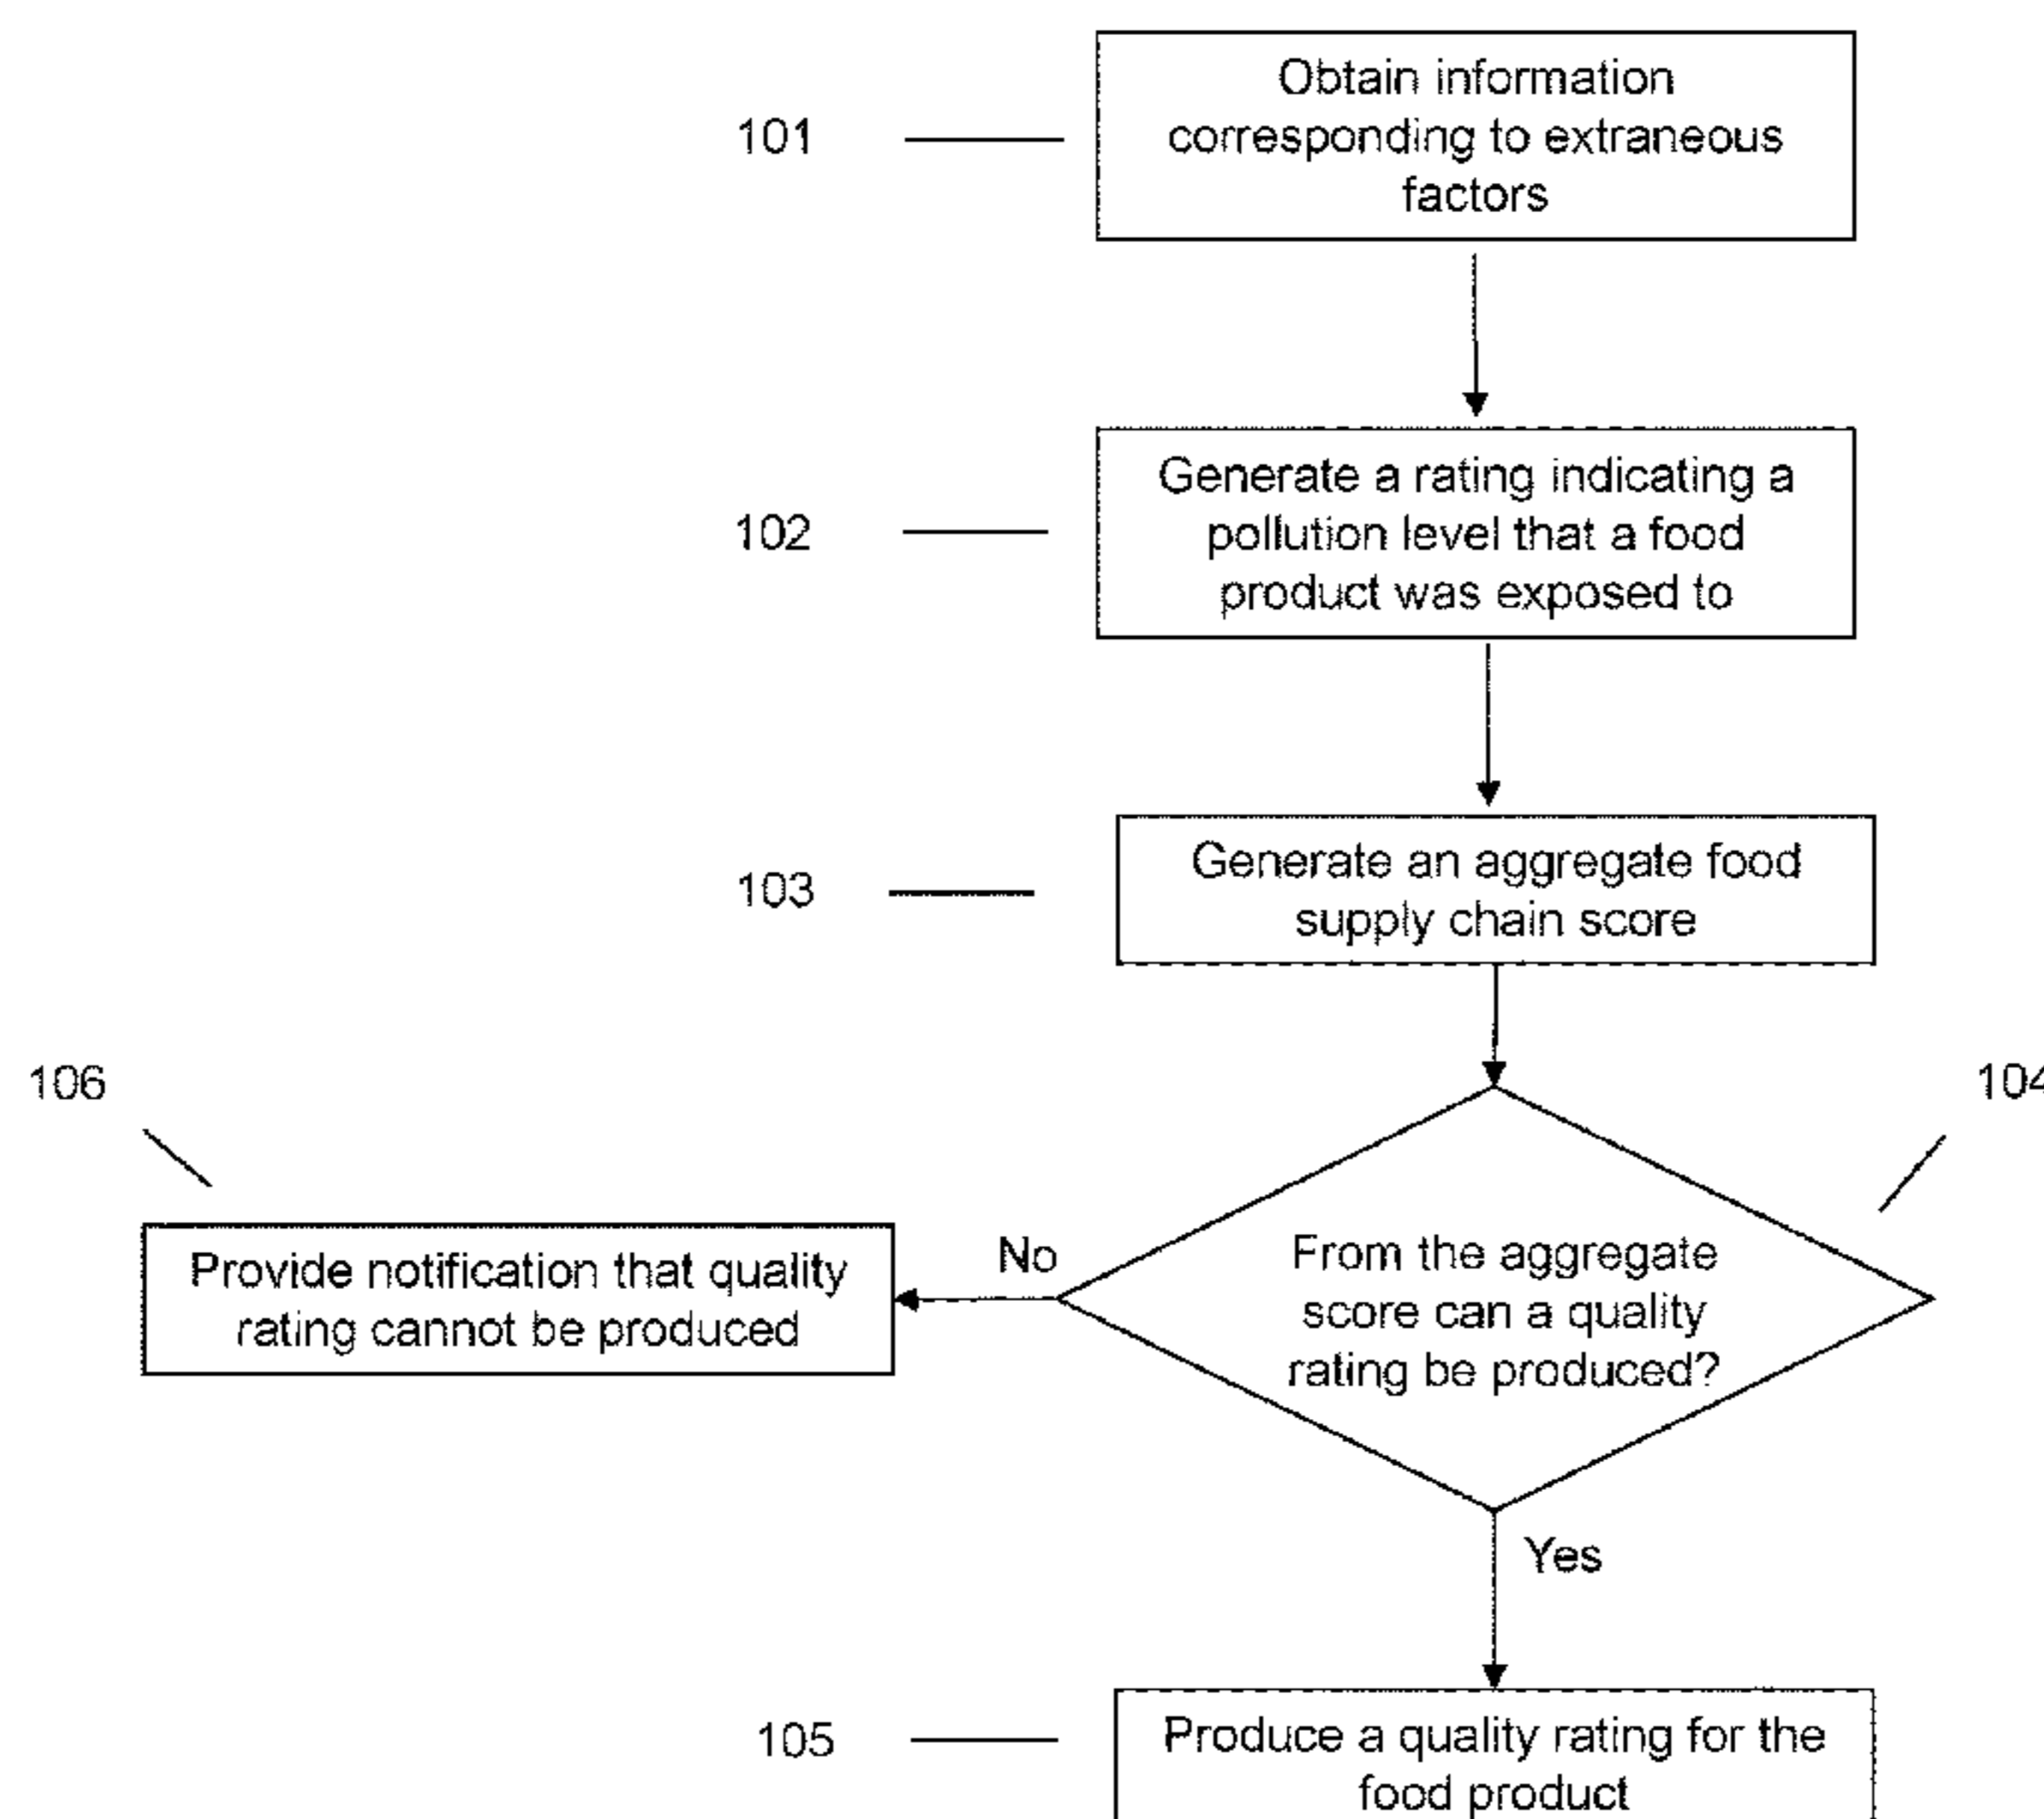 101
Obtain information
corresponding to extraneous
factors
102
Generate a rating indicating a
pollution level that a food
product was exposed to
103
Generate an aggregate food
supply chain score
106
104
Provide notification that quality
rating cannot be produced
No
From the aggregate
score can a quality
rating be produced?
Yes
105
Produce a quality rating for the
food product